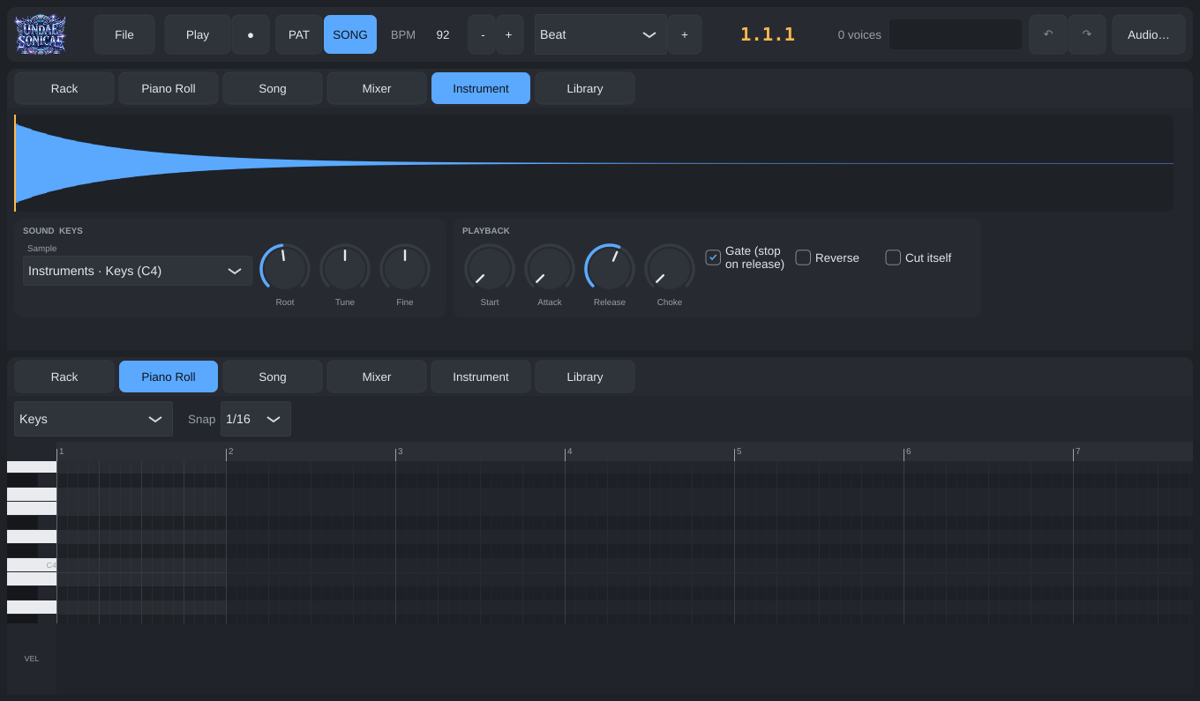 UNDAE
SONICAE
File
Play
PAT
SONG
BPM
92
-
+
Beat
+
1.1.1
0 voices
Audio…
Rack
Piano Roll
Song
Mixer
Instrument
Library
SOUND KEYS
Sample
Instruments · Keys (C4)
Root
Tune
Fine
PLAYBACK
Start
Attack
Release
Choke
Gate (stop
on release)
Reverse
Cut itself
Rack
Piano Roll
Song
Mixer
Instrument
Library
Keys
Snap
1/16
1
2
3
4
5
6
7
C4
VEL